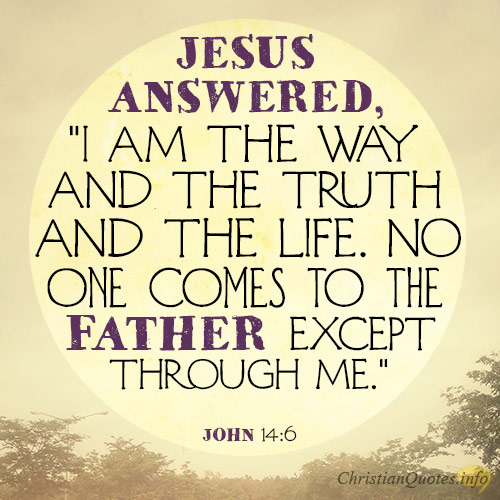 JESUS
ANSWERED,
"I AM THE WAY
AND THE TRUTH
AND THE LIFE. NO
ONE COMES TO THE
FATHER EXCEPT
THROUGH ME."
JOHN 14:6
ChristianQuotes.info